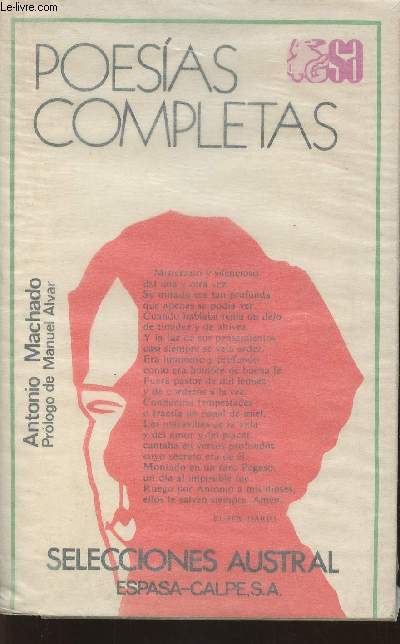 Le-Livre.com
POESÍAS
COMPLETAS
SA
Antonio Machado
Prologo de Manuel Alvar
Misterioso y silencioso
iba una y otra vez.
Su mirada era tan profunda
que apenas se podía ver.
Cuando hablaba tenía un dejo
de timidez y de altivez.
Y la luz de sus pensamientos
casi siempre se veía arder.
Era luminoso y profundo
como era hombre de buena fe.
Fuera pastor de mil leones
y de corderos a la vez.
Conduciría tempestades
o traería un panal de miel.
Las maravillas de la vida
y del amor y del placer,
cantaba en versos profundos
cuyo secreto era de él.
Montado en un raro Pegaso,
un día al imposible fue.
Ruego por Antonio a mis dioses,
ellos le salven siempre. Amén.
RUBÉN DARÍO
SELECCIONES AUSTRAL
ESPASA-CALPE, S.A.